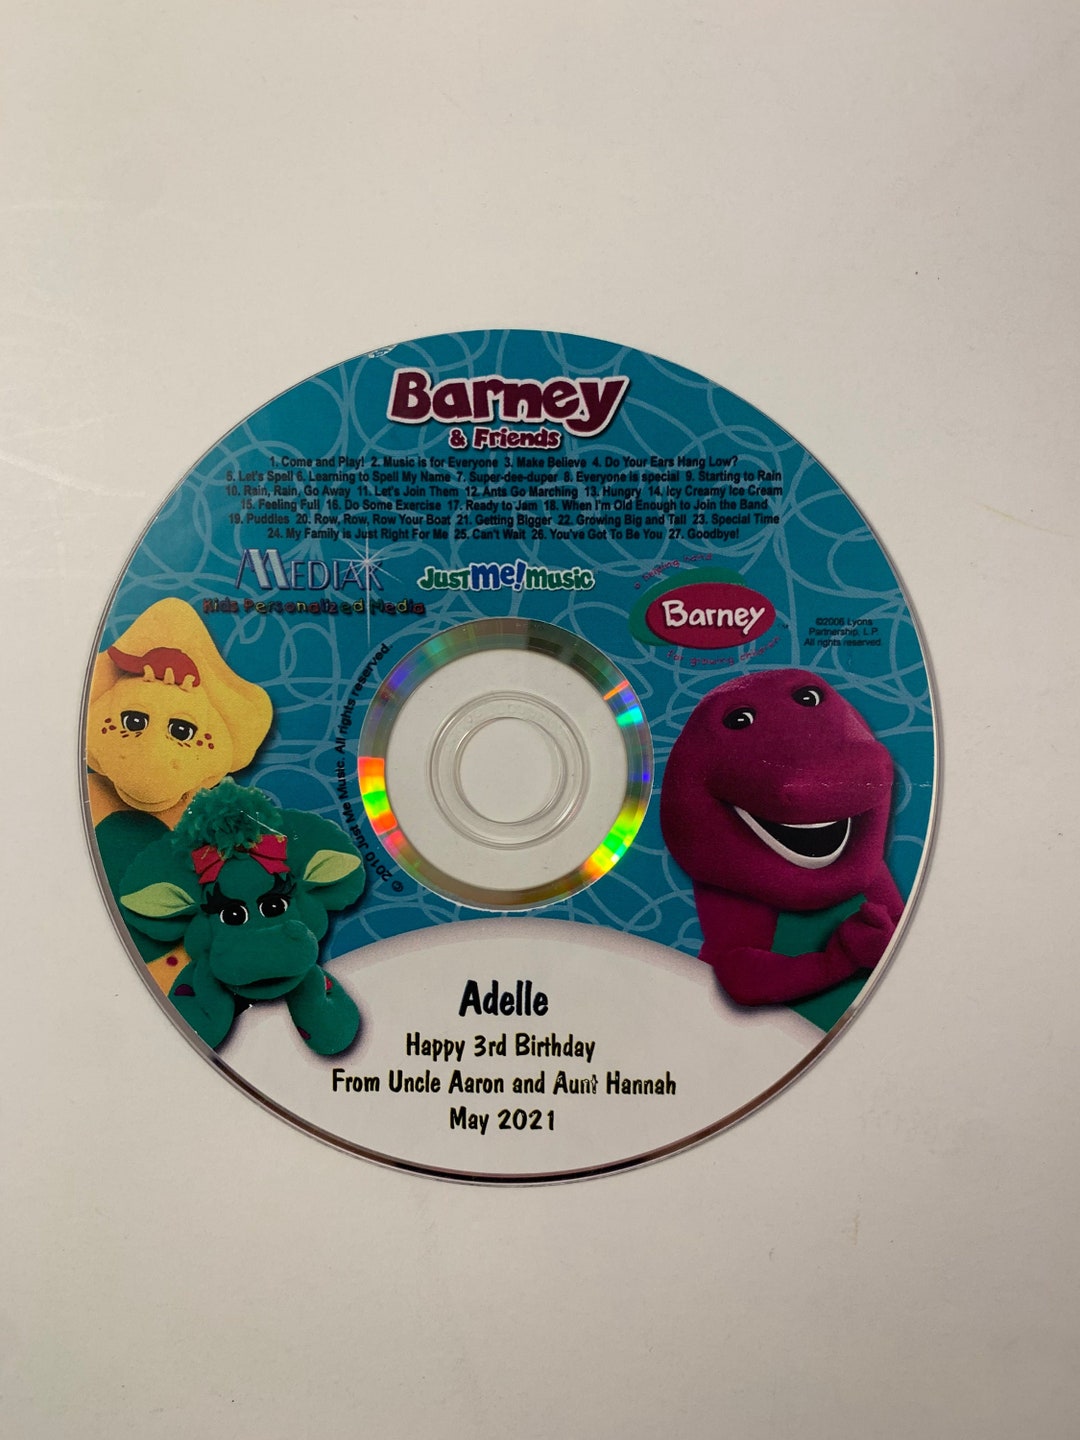 Barney
& Friends
1. Come and Play! 2. Music is for Everyone 3. Make Believe 4. Do Your Ears Hang Low?
5. Let's Spell 6. Learning to Spell My Name 7. Super-dee-duper 8. Everyone is special 9. Starting to Rain
10. Rain, Rain, Go Away 11. Let's Join Them 12. Ants Go Marching 13. Hungry 14. Icy Creamy Ice Cream
15. Feeling Full 16. Do Some Exercise 17. Ready to Jam 18. When I'm Old Enough to Join the Band
19. Puddles 20. Row, Row, Row Your Boat 21. Getting Bigger 22. Growing Big and Tall 23. Special Time
24. My Family is Just Right For Me 25. Can't Wait 26. You've Got To Be You 27. Goodbye!
MEDIAK
Kids Personalized Media
Just Me! Music
Barney
for growing children
©2006 Lyons
Partnership, L.P.
All rights reserved.
© 2010 Just Me Music. All rights reserved.
Adelle
Happy 3rd Birthday
From Uncle Aaron and Aunt Hannah
May 2021